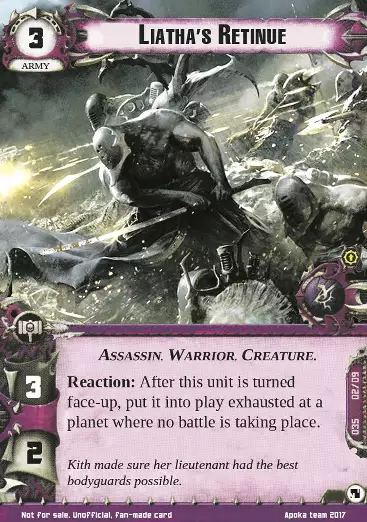 3
LIATHA'S RETINUE
ARMY
ASSASSIN. WARRIOR. CREATURE.
3
Reaction: After this unit is turned
face-up, put it into play exhausted at a
planet where no battle is taking place.
2
Kith made sure her lieutenant had the best
bodyguards possible.
035 02/09
Not for sale. Unofficial, fan-made card
Apoka team 2017